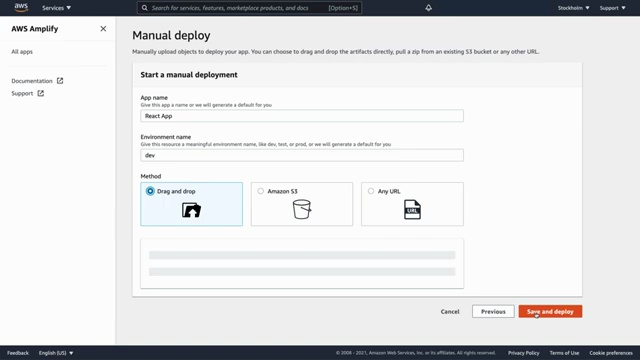 aws
Services
Search for services, features, marketplace products, and docs
[Option+S]
Stockholm
Support
AWS Amplify
All apps
Documentation
Support
Manual deploy
Manually upload objects to deploy your app. You can choose to drag and drop the artifacts directly, pull a zip from an existing S3 bucket or any other URL.
Start a manual deployment
App name
Give this app a name or we will generate a default for you
React App
Environment name
Give this resource a meaningful environment name, like dev, test, or prod, or we will generate a default for you
dev
Method
Drag and drop
Amazon S3
Any URL
URL
Cancel
Previous
Save and deploy
Feedback
English (US)
© 2008 - 2021, Amazon Web Services, Inc. or its affiliates. All rights reserved.
Privacy Policy
Terms of Use
Cookie preferences